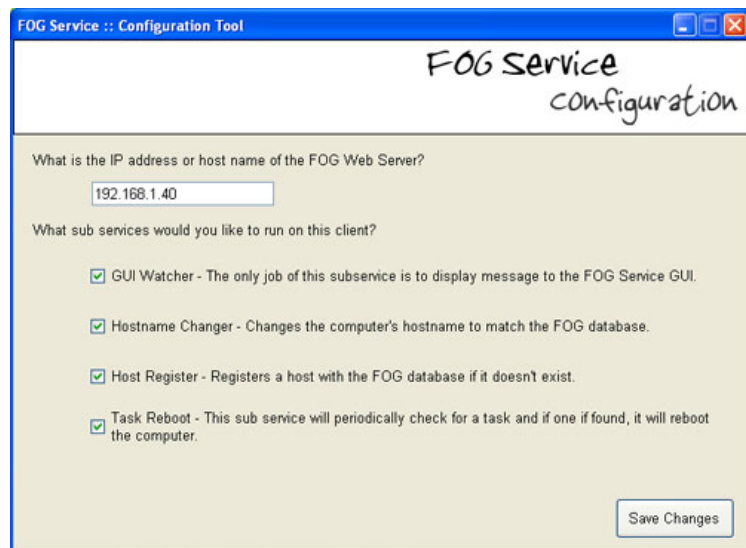 FOG Service :: Configuration Tool
FOG Service
configuration
What is the IP address or host name of the FOG Web Server?
192.168.1.40
What sub services would you like to run on this client?
GUI Watcher - The only job of this subservice is to display message to the FOG Service GUI.
Hostname Changer - Changes the computer's hostname to match the FOG database.
Host Register - Registers a host with the FOG database if it doesn't exist.
Task Reboot - This sub service will periodically check for a task and if one if found, it will reboot
the computer.
Save Changes